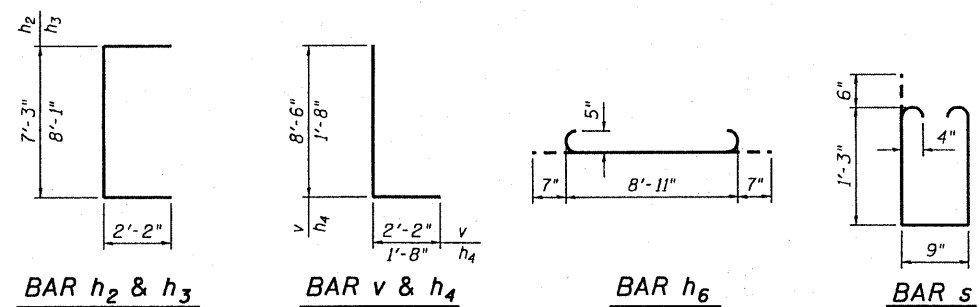 h2 h3
7'-3"
8'-1"
2'-2"
BAR h2 & h3
8'-6"
1'-8"
v h4
2'-2" v
1'-8" h4
BAR v & h4
5"
7" 8'-11" 7"
BAR h6
6"
4"
1'-3"
9"
BAR s